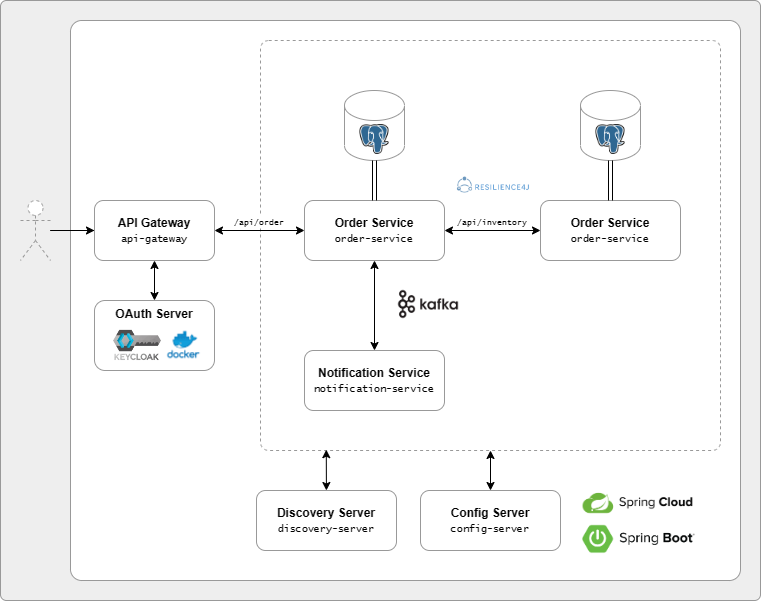 RESILIENCE4J
API Gateway
api-gateway
/api/order
Order Service
order-service
/api/inventory
Order Service
order-service
OAuth Server
KEYCLOAK
docker
kafka
Notification Service
notification-service
Discovery Server
discovery-server
Config Server
config-server
Spring Cloud
Spring Boot